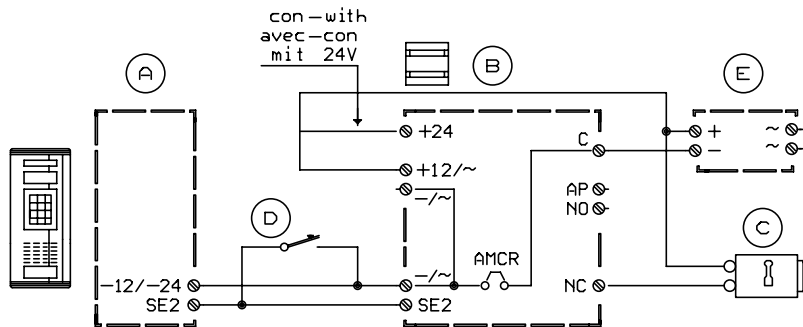 con-with
avec-con
mit 24V
A
B
E
+24
C
+
~
-
~
+12/~
-/~
AP
NO
D
C
AMCR
-12/-24
-/~
NC
SE2
SE2